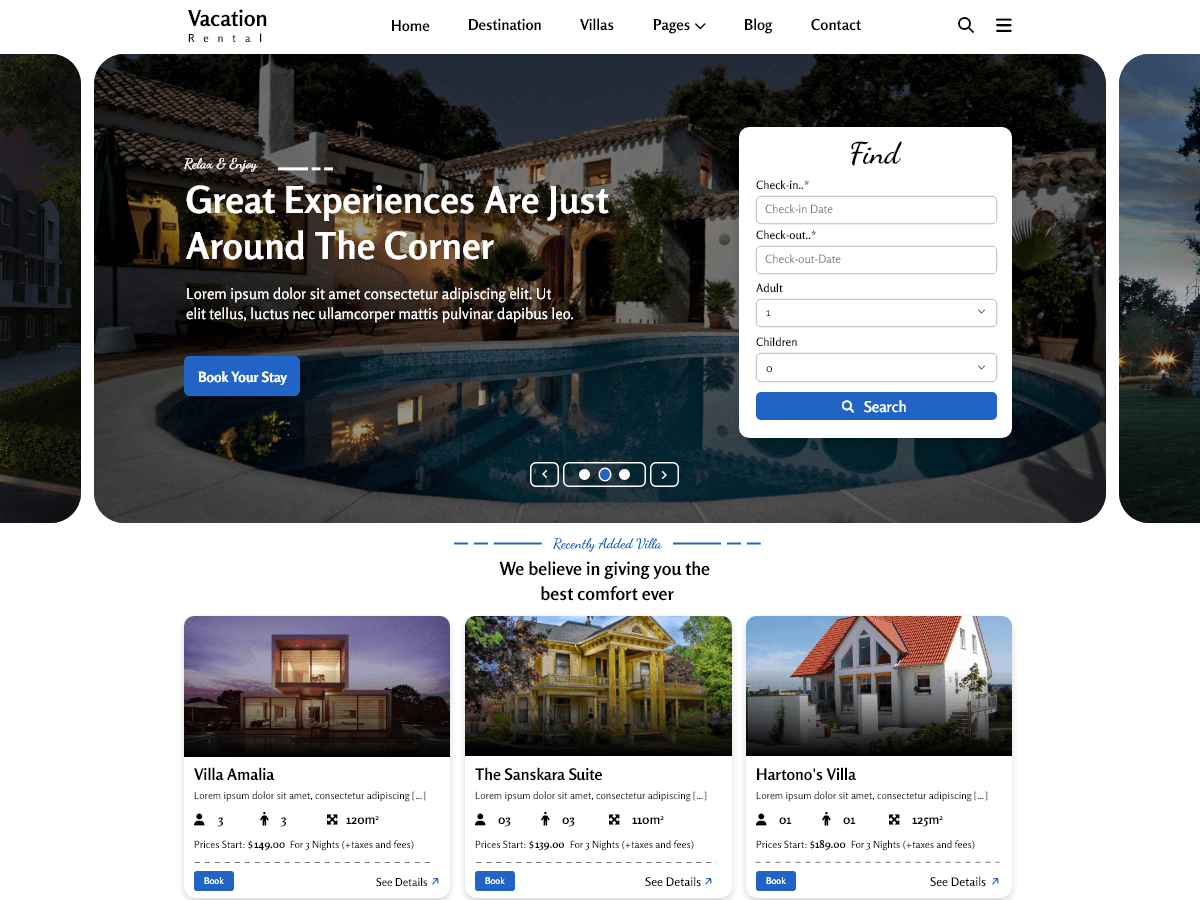 Vacation
Rental
Home Destination Villas Pages Blog Contact
Relax & Enjoy
Great Experiences Are Just
Around The Corner
Lorem ipsum dolor sit amet consectetur adipiscing elit. Ut
elit tellus, luctus nec ullamcorper mattis pulvinar dapibus leo.
Book Your Stay
Find
Check-in..*
Check-in Date
Check-out..*
Check-out-Date
Adult
1
Children
0
Search
Recently Added Villa
We believe in giving you the
best comfort ever
Villa Amalia
Lorem ipsum dolor sit amet, consectetur adipiscing [...]
3 3 120m²
Prices Start: $149.00 For 3 Nights (+taxes and fees)
Book See Details
The Sanskara Suite
Lorem ipsum dolor sit amet, consectetur adipiscing [...]
03 03 110m²
Prices Start: $139.00 For 3 Nights (+taxes and fees)
Book See Details
Hartono's Villa
Lorem ipsum dolor sit amet, consectetur adipiscing [...]
01 01 125m²
Prices Start: $189.00 For 3 Nights (+taxes and fees)
Book See Details